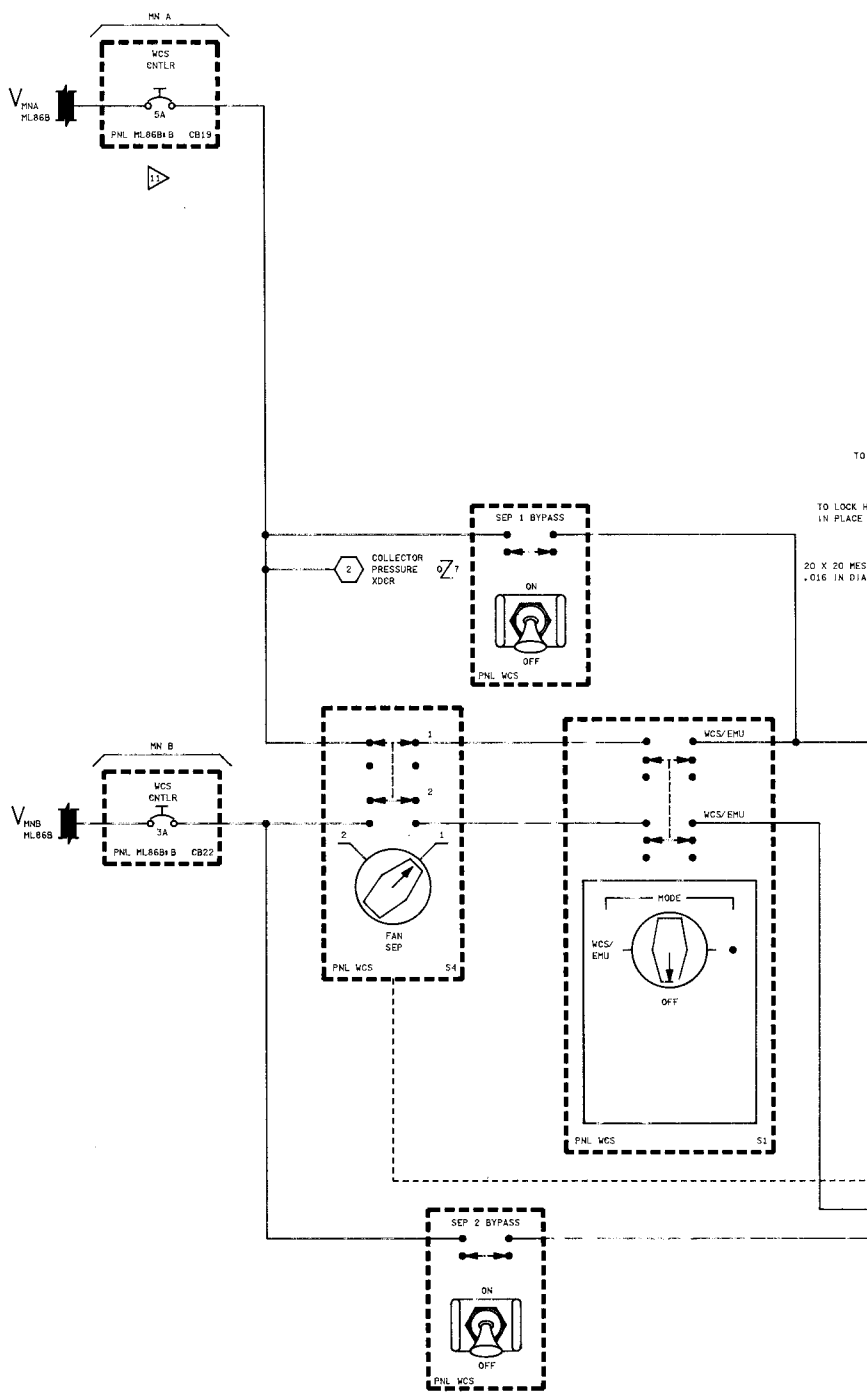 MN A
WCS
CNTLR
V MNA
ML86B
5A
PNL ML86B:B CB19
11
TO
TO LOCK H
IN PLACE
SEP 1 BYPASS
2
COLLECTOR
PRESSURE
XDCR
0Z7
20 X 20 MES
.016 IN DIA
ON
OFF
PNL WCS
MN B
WCS
CNTLR
V MNB
ML86B
3A
PNL ML86B:B CB22
1
2
2 1
FAN
SEP
PNL WCS S4
WCS/EMU
WCS/EMU
MODE
WCS/
EMU
OFF
PNL WCS S1
SEP 2 BYPASS
ON
OFF
PNL WCS